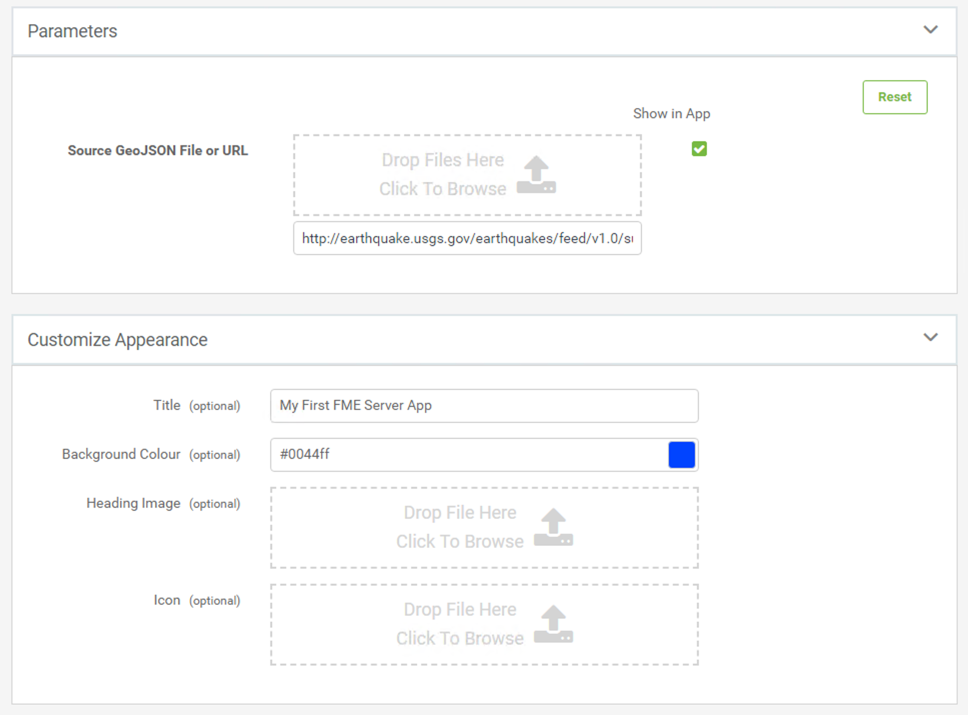 Parameters
Reset
Show in App
Source GeoJSON File or URL
Drop Files Here
Click To Browse
http://earthquake.usgs.gov/earthquakes/feed/v1.0/su
Customize Appearance
Title (optional)
My First FME Server App
Background Colour (optional)
#0044ff
Heading Image (optional)
Drop File Here
Click To Browse
Icon (optional)
Drop File Here
Click To Browse